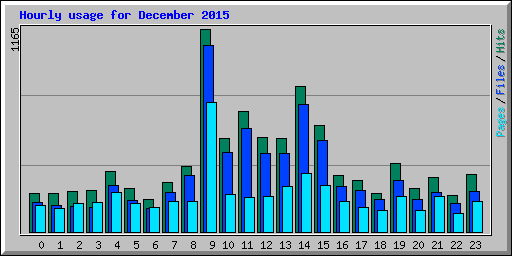 Hourly usage for December 2015
1165
Pages / Files / Hits
0 1 2 3 4 5 6 7 8 9 10 11 12 13 14 15 16 17 18 19 20 21 22 23